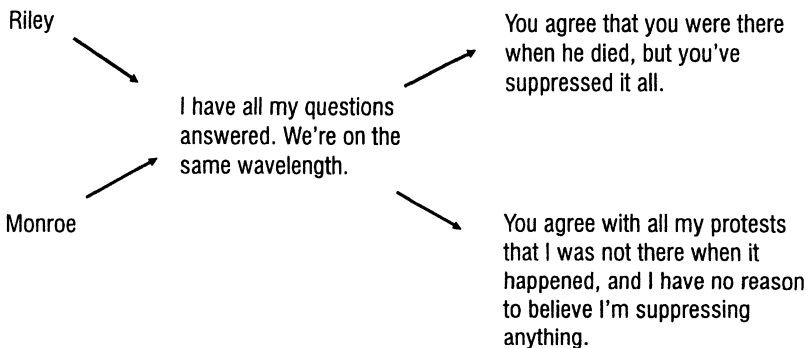 Riley
You agree that you were there
when he died, but you've
suppressed it all.
I have all my questions
answered. We're on the
same wavelength.
Monroe
You agree with all my protests
that I was not there when it
happened, and I have no reason
to believe I'm suppressing
anything.